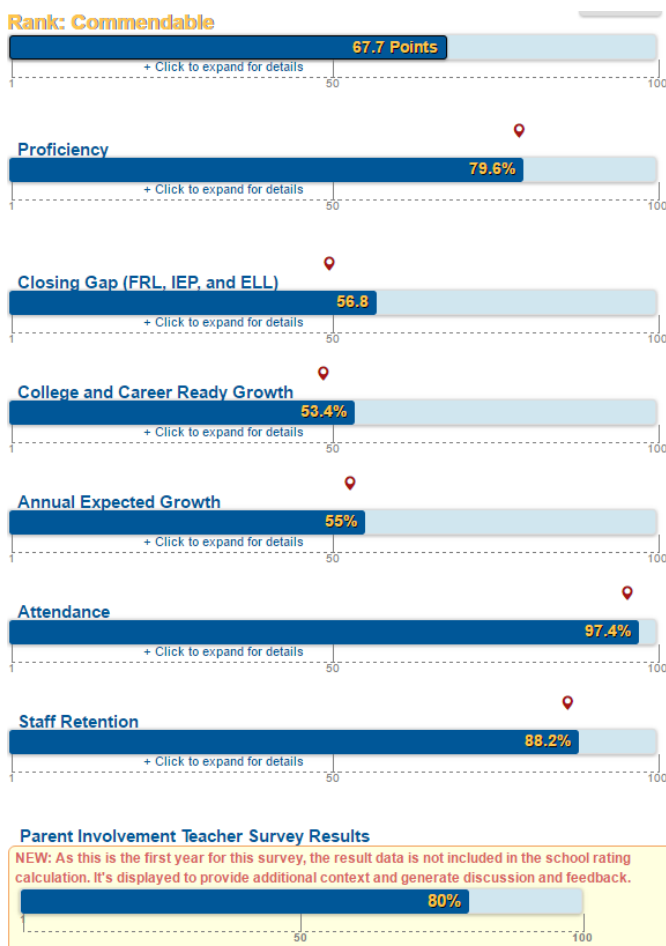 Rank: Commendable
67.7 Points
+ Click to expand for details
1 50 100
Proficiency
79.6%
+ Click to expand for details
1 50 100
Closing Gap (FRL, IEP, and ELL)
56.8
+ Click to expand for details
1 50 100
College and Career Ready Growth
53.4%
+ Click to expand for details
1 50 100
Annual Expected Growth
55%
+ Click to expand for details
1 50 100
Attendance
97.4%
+ Click to expand for details
1 50 100
Staff Retention
88.2%
+ Click to expand for details
1 50 100
Parent Involvement Teacher Survey Results
NEW: As this is the first year for this survey, the result data is not included in the school rating
calculation. It's displayed to provide additional context and generate discussion and feedback.
80%
1 50 100